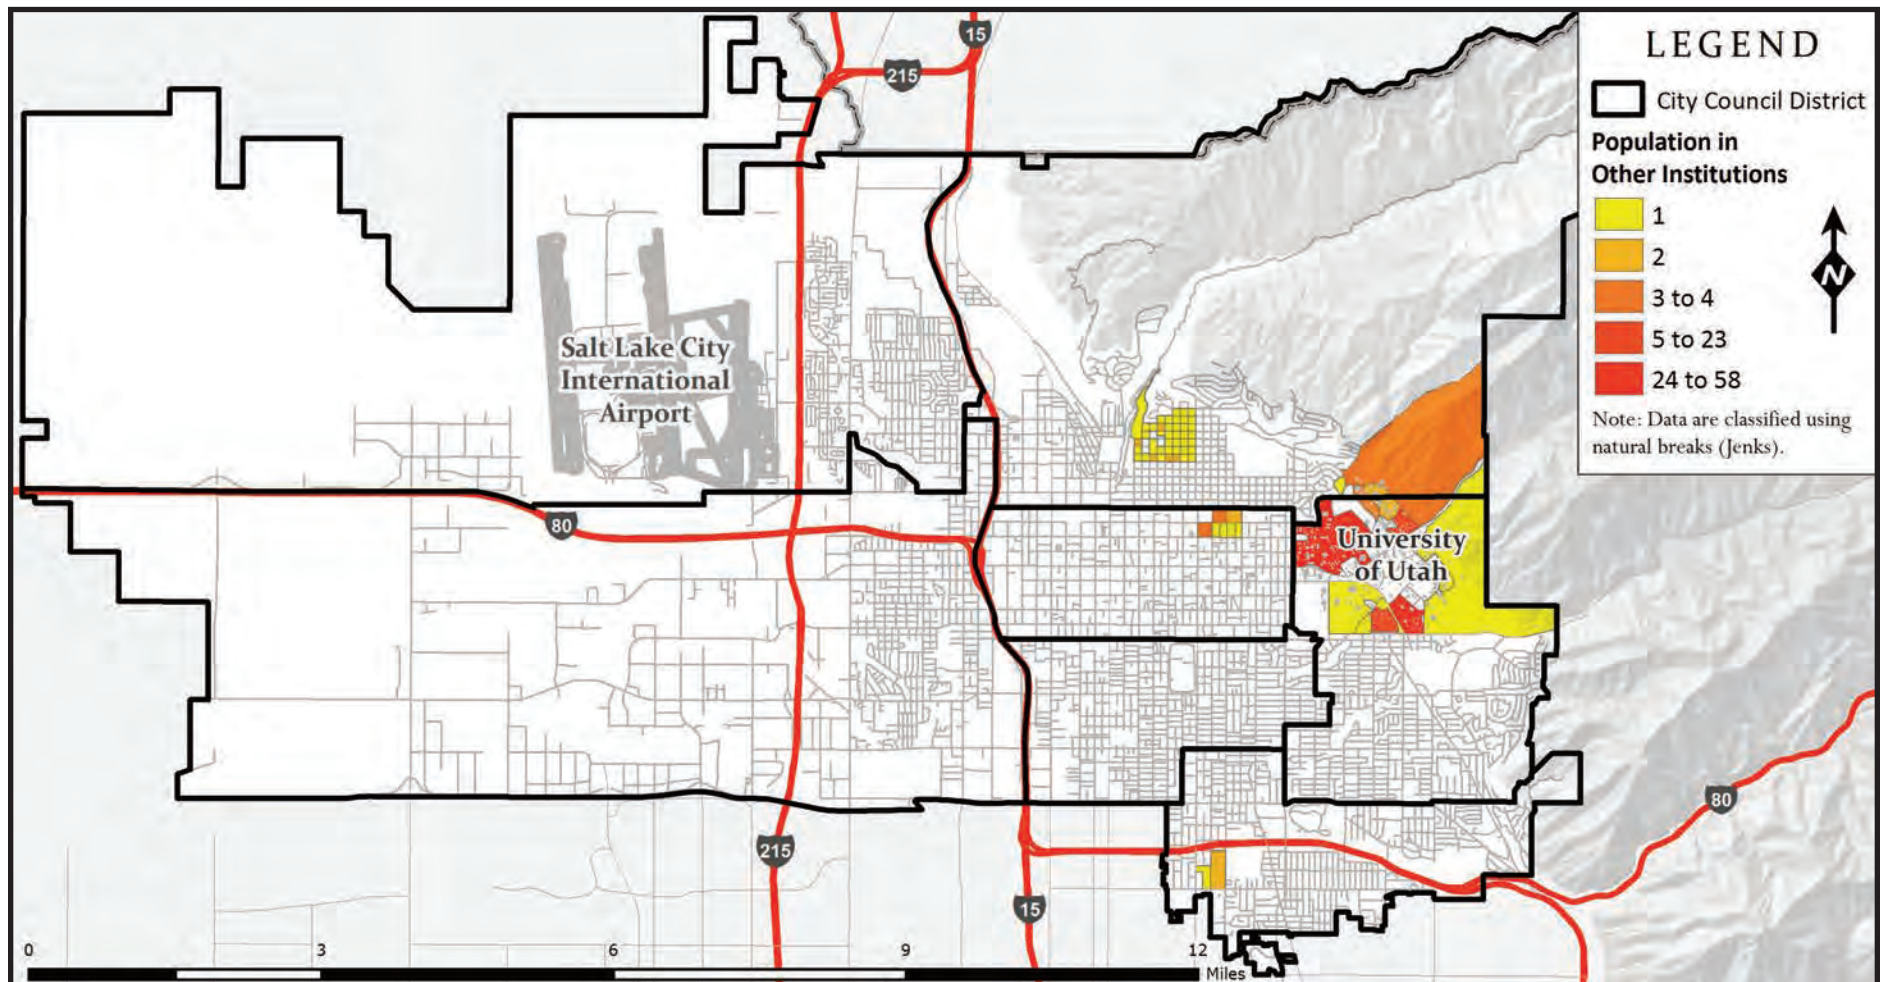 LEGEND
City Council District
Population in
Other Institutions
1
2
3 to 4
5 to 23
24 to 58
Note: Data are classified using
natural breaks (Jenks).
N
15
215
Salt Lake City
International
Airport
80
University
of Utah
80
215
15
0 3 6 9 12
Miles